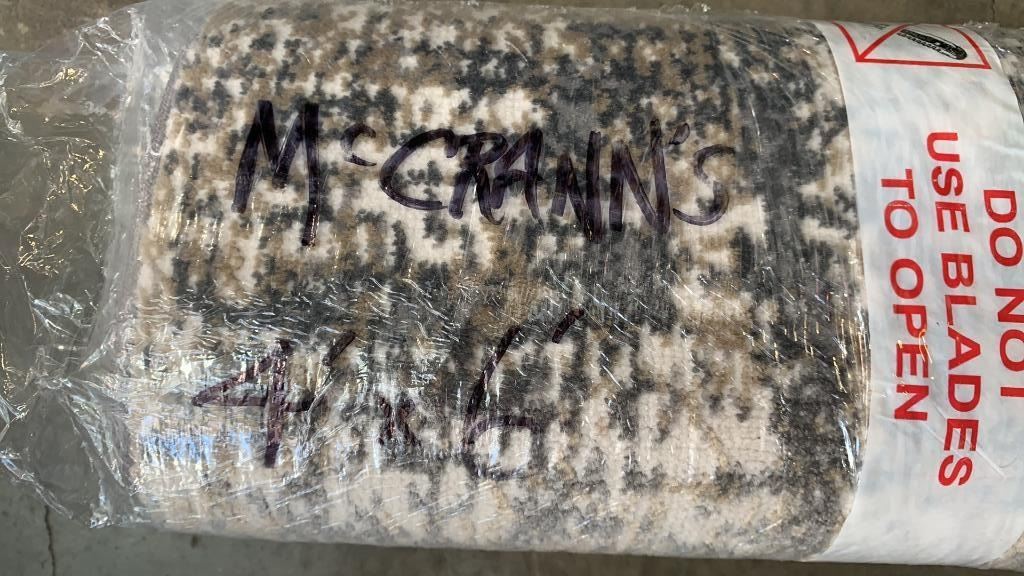 McCRANN'S
4' x 6'
DO NOT
USE BLADES
TO OPEN